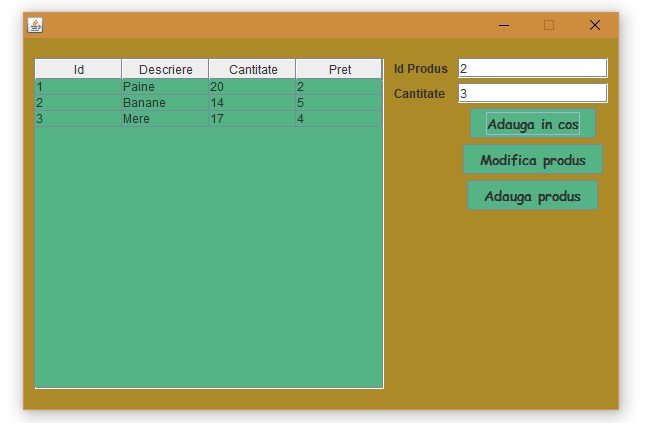 Id Descriere Cantitate Pret
1 Paine 20 2
2 Banane 14 5
3 Mere 17 4
Id Produs 2
Cantitate 3
Adauga in cos
Modifica produs
Adauga produs